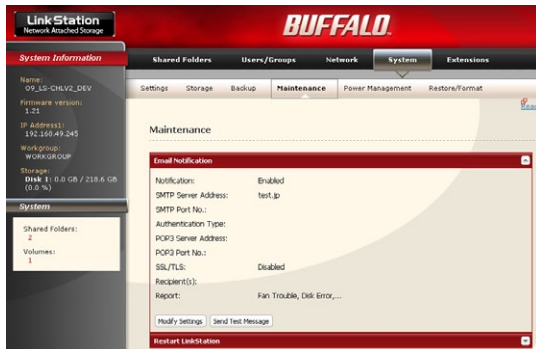 LinkStation
Network Attached Storage
BUFFALO
System Information
Shared Folders Users/Groups Network System Extensions
Name:
09_LS-CHLV2_DEV
Firmware version:
1.21
IP Address1:
192.168.49.245
Workgroup:
WORKGROUP
Storage:
Disk 1: 0.0 GB / 218.6 GB
(0.0 %)
System
Shared Folders:
2
Volumes:
1
Settings Storage Backup Maintenance Power Management Restore/Format
Maintenance
Email Notification
Notification: Enabled
SMTP Server Address: test.jp
SMTP Port No.:
Authentication Type:
POP3 Server Address:
POP3 Port No.:
SSL/TLS: Disabled
Recipient(s):
Report: Fan Trouble, Disk Error,...
Modify Settings Send Test Message
Restart LinkStation